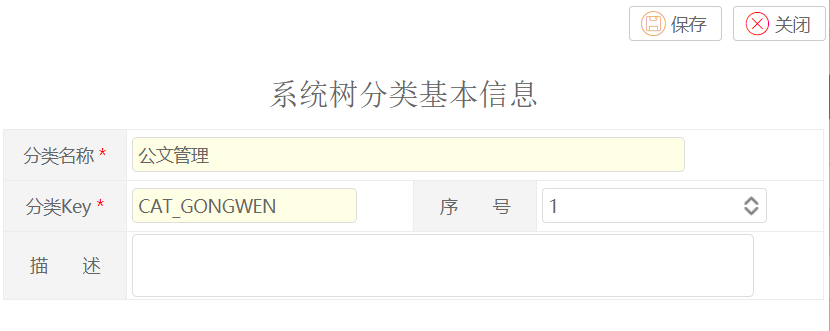 保存 关闭
系统树分类基本信息
分类名称 * 公文管理
分类Key * CAT_GONGWEN 序 号 1
描 述